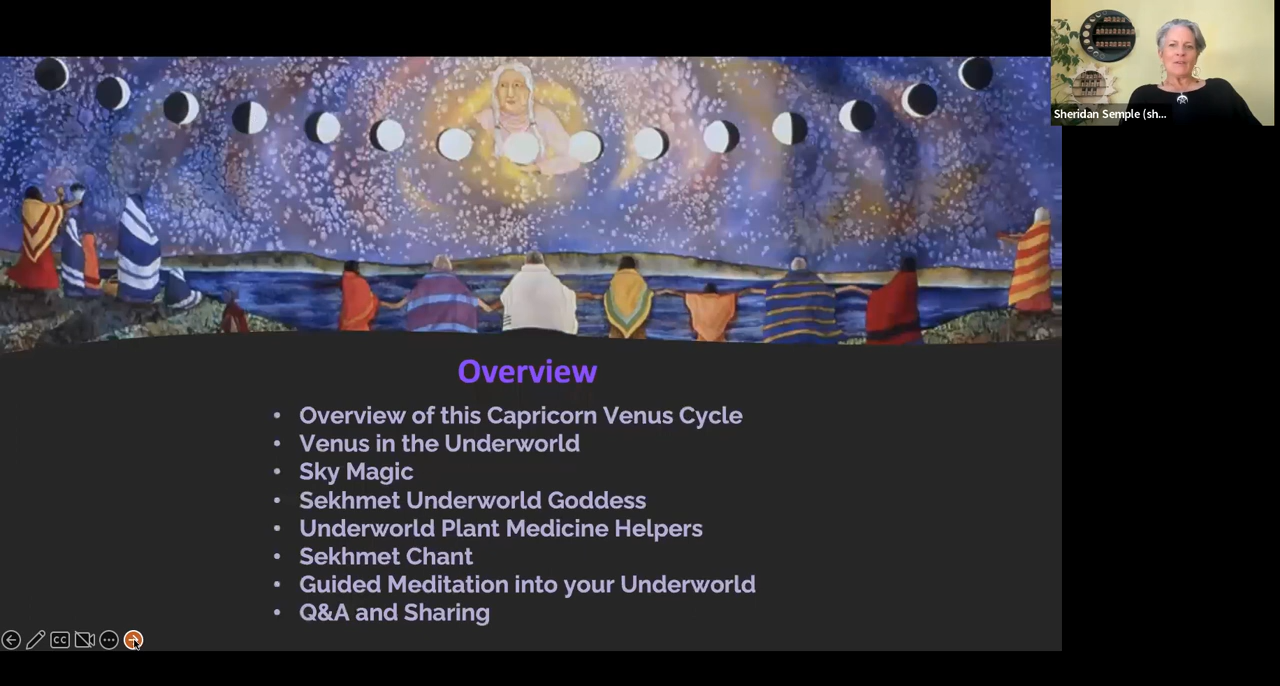 Sheridan Semple (sh...
Overview
• Overview of this Capricorn Venus Cycle
• Venus in the Underworld
• Sky Magic
• Sekhmet Underworld Goddess
• Underworld Plant Medicine Helpers
• Sekhmet Chant
• Guided Meditation into your Underworld
• Q&A and Sharing
CC